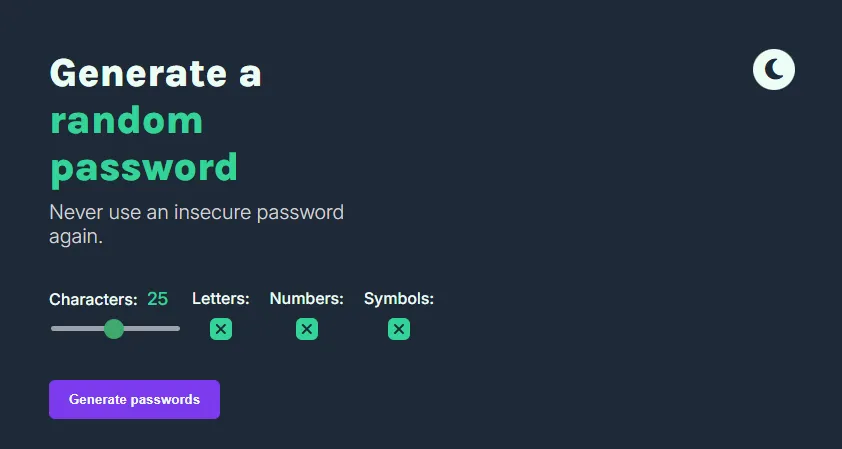 Generate a
random
password
Never use an insecure password
again.
Characters: 25 Letters: Numbers: Symbols:
Generate passwords